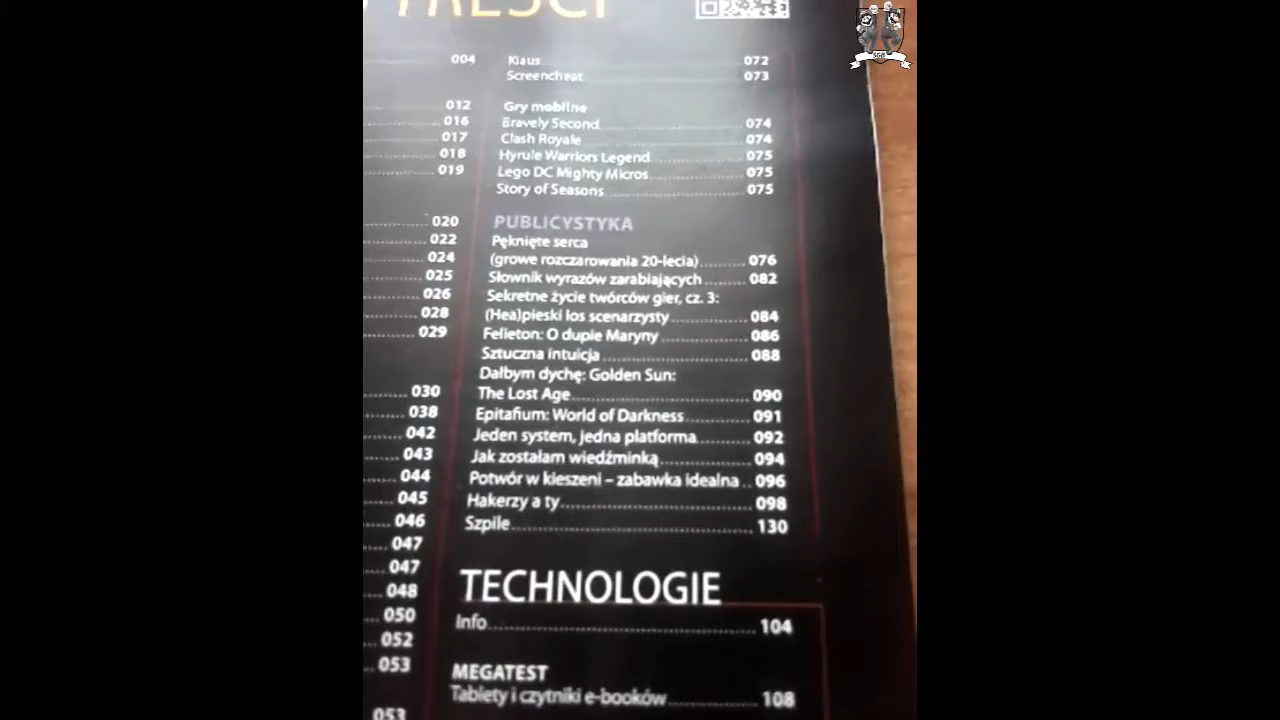 004
012
016
017
018
019
020
022
024
025
026
028
029
030
038
042
043
044
045
046
047
047
048
050
052
053
053
Klaus 072
Screencheat 073
Gry mobilne
Bravely Second 074
Clash Royale 074
Hyrule Warriors Legend 075
Lego DC Mighty Micros 075
Story of Seasons 075
PUBLICYSTYKA
Pęknięte serca
(growe rozczarowania 20-lecia) 076
Słownik wyrazów zarabiających 082
Sekretne życie twórców gier, cz. 3:
(Hea)pieski los scenarzysty 084
Felieton: O dupie Maryny 086
Sztuczna intuicja 088
Dałbym dychę: Golden Sun:
The Lost Age 090
Epitafium: World of Darkness 091
Jeden system, jedna platforma 092
Jak zostałam wiedźminką 094
Potwór w kieszeni – zabawka idealna 096
Hakerzy a ty 098
Szpile 130
TECHNOLOGIE
Info 104
MEGATEST
Tablety i czytniki e-booków 108